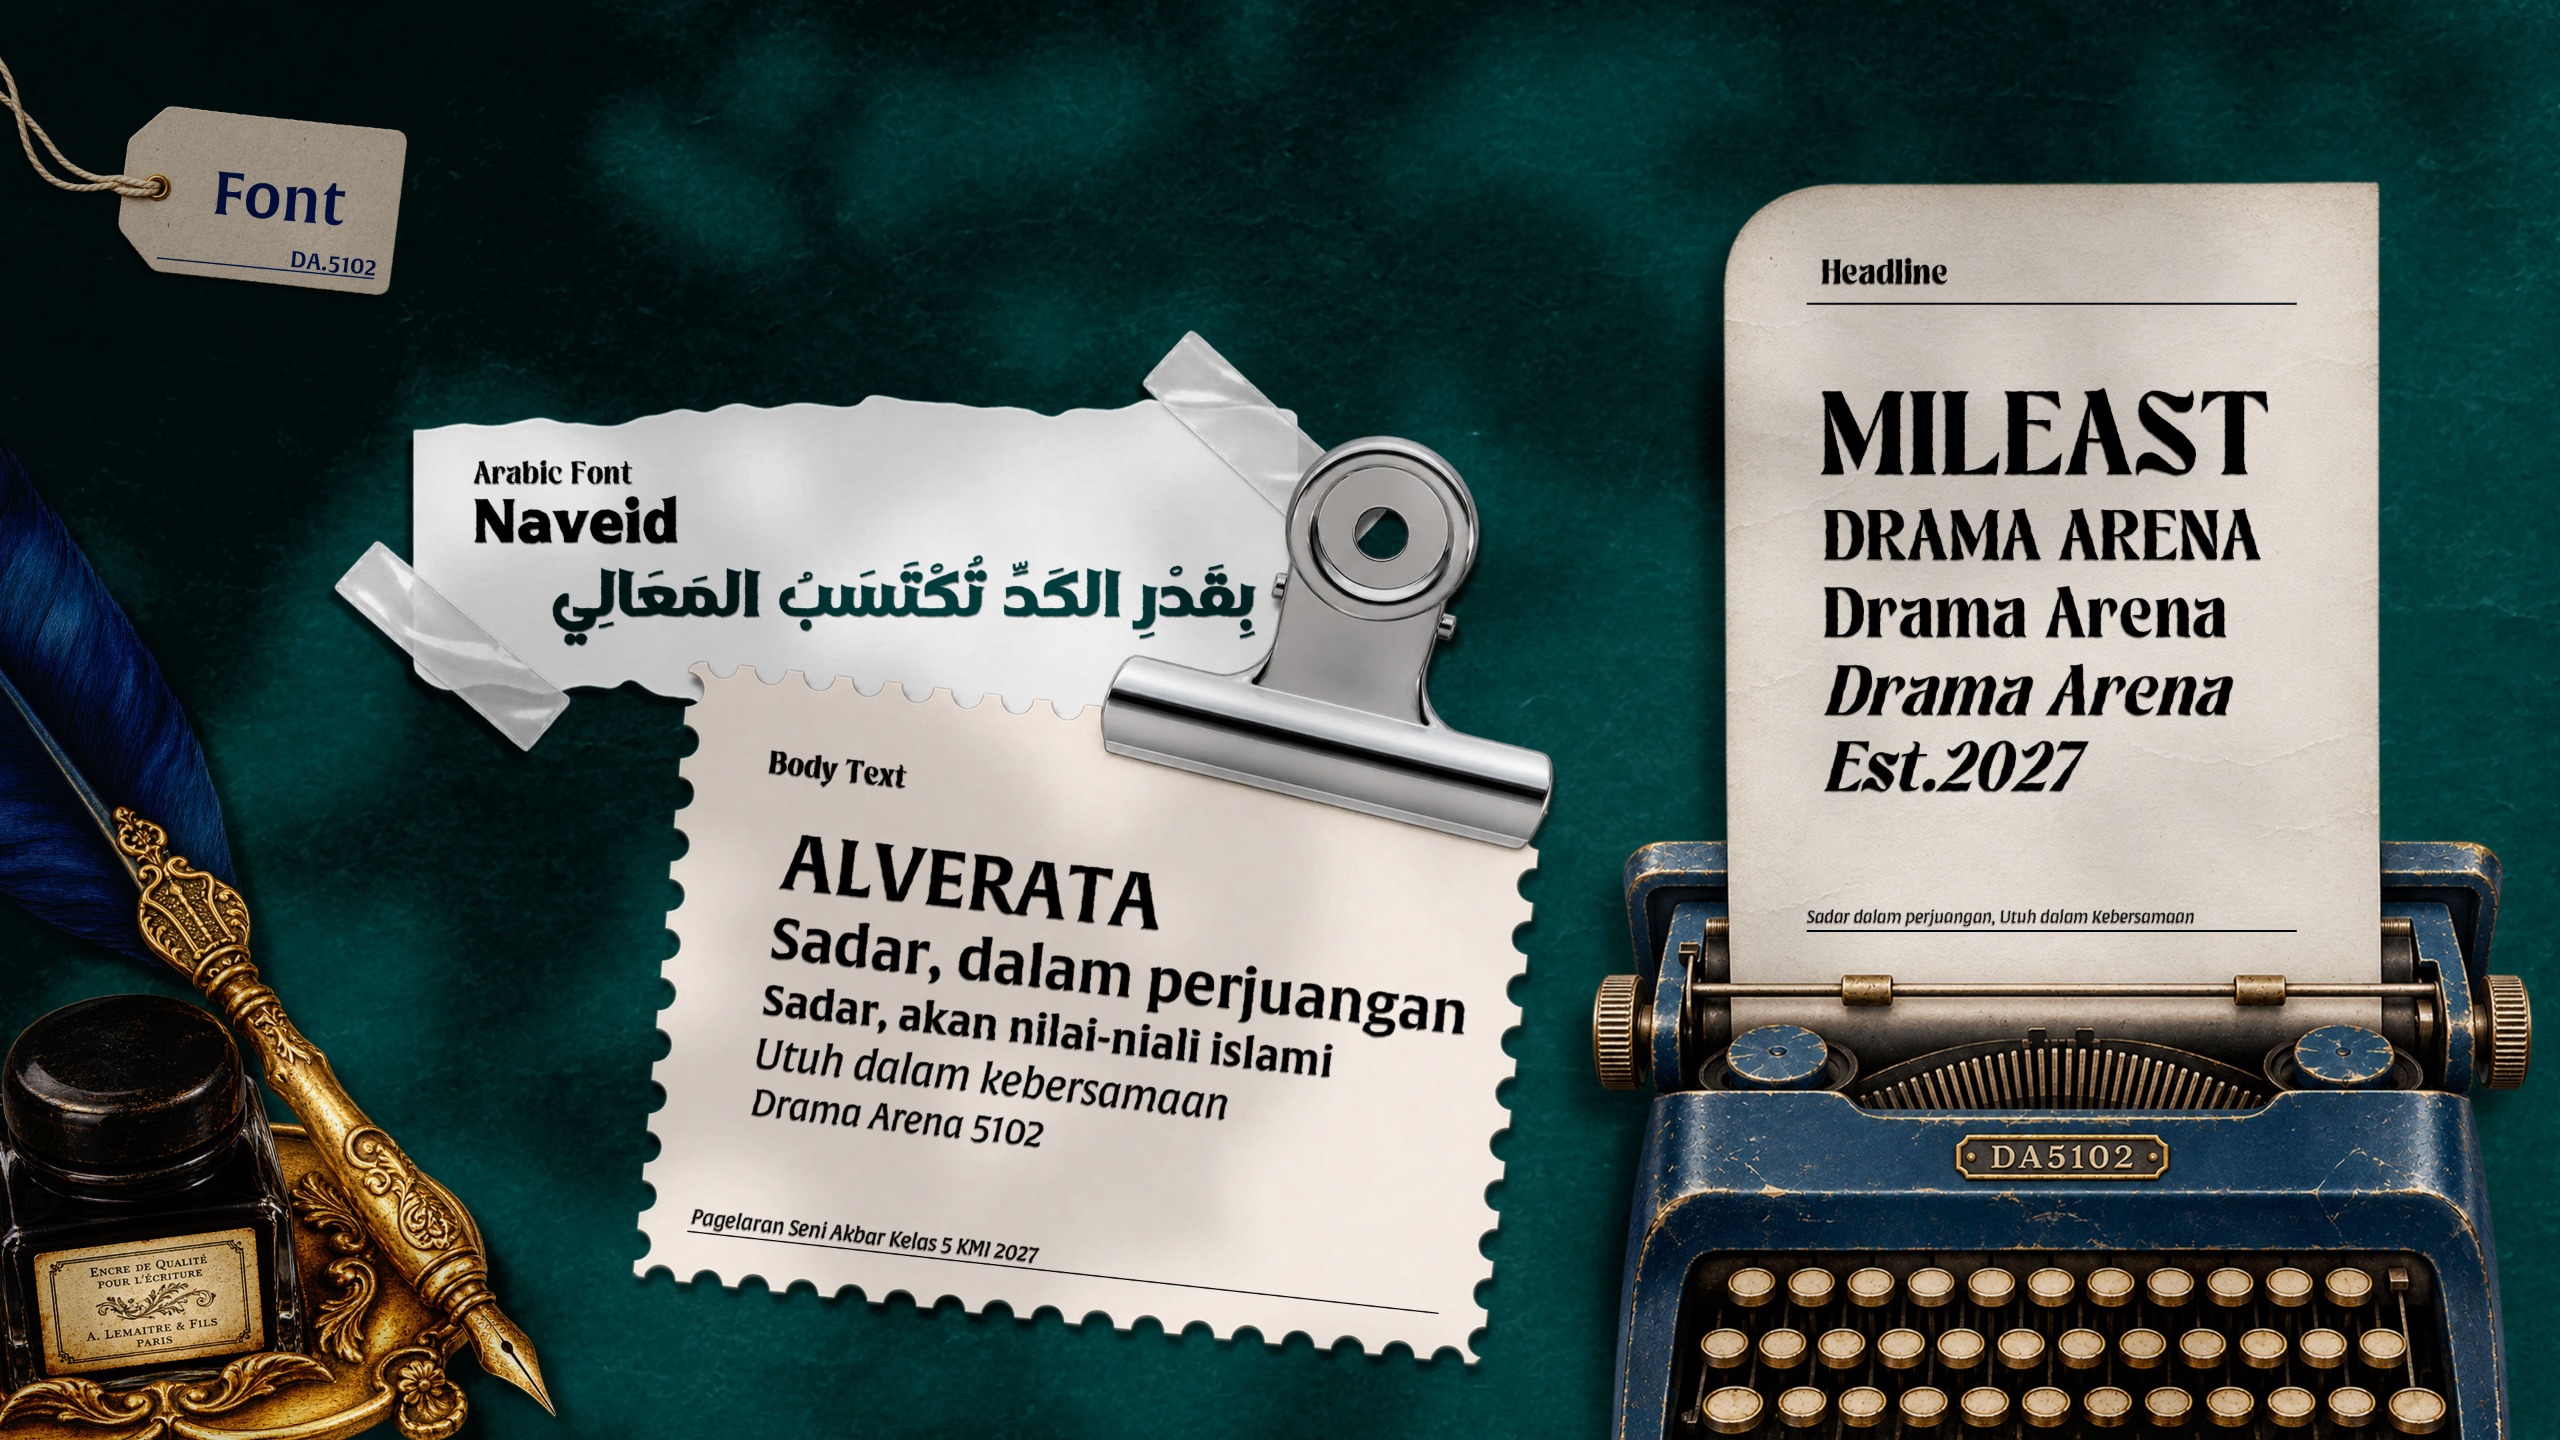 Font
DA.5102
Arabic Font
Naveid
بِقَدْرِ الكَدِّ تُكْتَسَبُ المَعَالِي
Body Text
ALVERATA
Sadar, dalam perjuangan
Sadar, akan nilai-niali islami
Utuh dalam kebersamaan
Drama Arena 5102
Pagelaran Seni Akbar Kelas 5 KMI 2027
Headline
MILEAST
DRAMA ARENA
Drama Arena
Drama Arena
Est.2027
Sadar dalam perjuangan, Utuh dalam Kebersamaan
DA5102
ENCRE DE QUALITÉ
POUR L'ÉCRITURE
A. LEMAITRE & FILS
PARIS